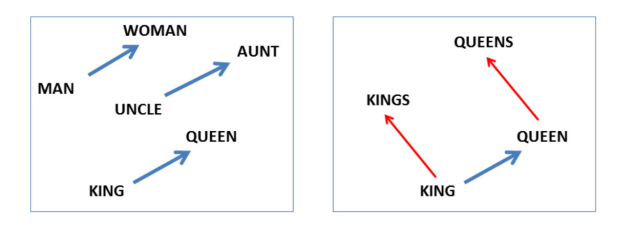 WOMAN
AUNT
MAN
UNCLE
QUEEN
KING
QUEENS
KINGS
QUEEN
KING